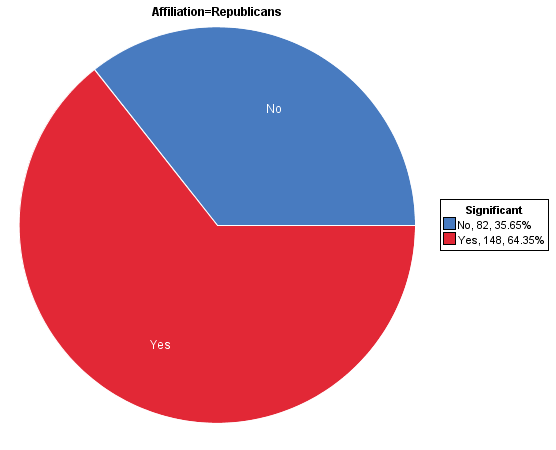 Affiliation=Republicans
No
Yes
Significant
No, 82, 35.65%
Yes, 148, 64.35%